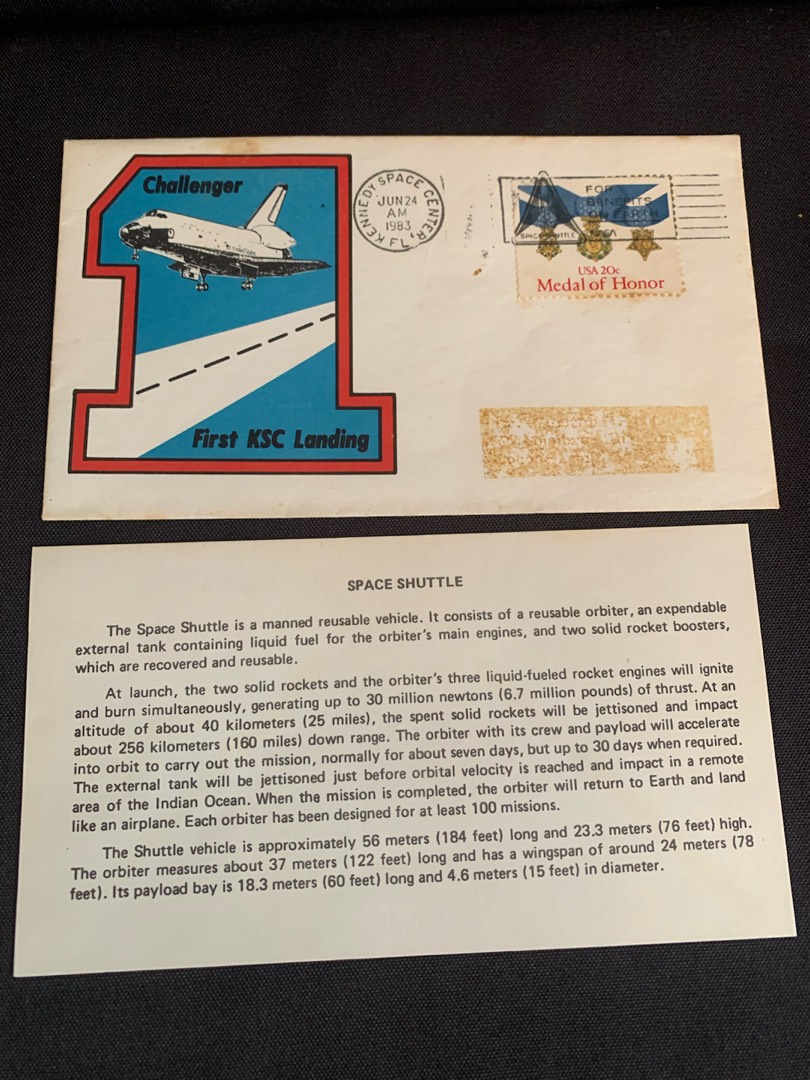 Challenger
First KSC Landing
KENNEDY SPACE CENTER, FL.
JUN 24
AM
1983
SPACE SHUTTLE
FOR
BENEFITS
ON EARTH
NASA
USA 20c
Medal of Honor
SPACE SHUTTLE
The Space Shuttle is a manned reusable vehicle. It consists of a reusable orbiter, an expendable
external tank containing liquid fuel for the orbiter's main engines, and two solid rocket boosters,
which are recovered and reusable.
At launch, the two solid rockets and the orbiter's three liquid-fueled rocket engines will ignite
and burn simultaneously, generating up to 30 million newtons (6.7 million pounds) of thrust. At an
altitude of about 40 kilometers (25 miles), the spent solid rockets will be jettisoned and impact
about 256 kilometers (160 miles) down range. The orbiter with its crew and payload will accelerate
into orbit to carry out the mission, normally for about seven days, but up to 30 days when required.
The external tank will be jettisoned just before orbital velocity is reached and impact in a remote
area of the Indian Ocean. When the mission is completed, the orbiter will return to Earth and land
like an airplane. Each orbiter has been designed for at least 100 missions.
The Shuttle vehicle is approximately 56 meters (184 feet) long and 23.3 meters (76 feet) high.
The orbiter measures about 37 meters (122 feet) long and has a wingspan of around 24 meters (78
feet). Its payload bay is 18.3 meters (60 feet) long and 4.6 meters (15 feet) in diameter.